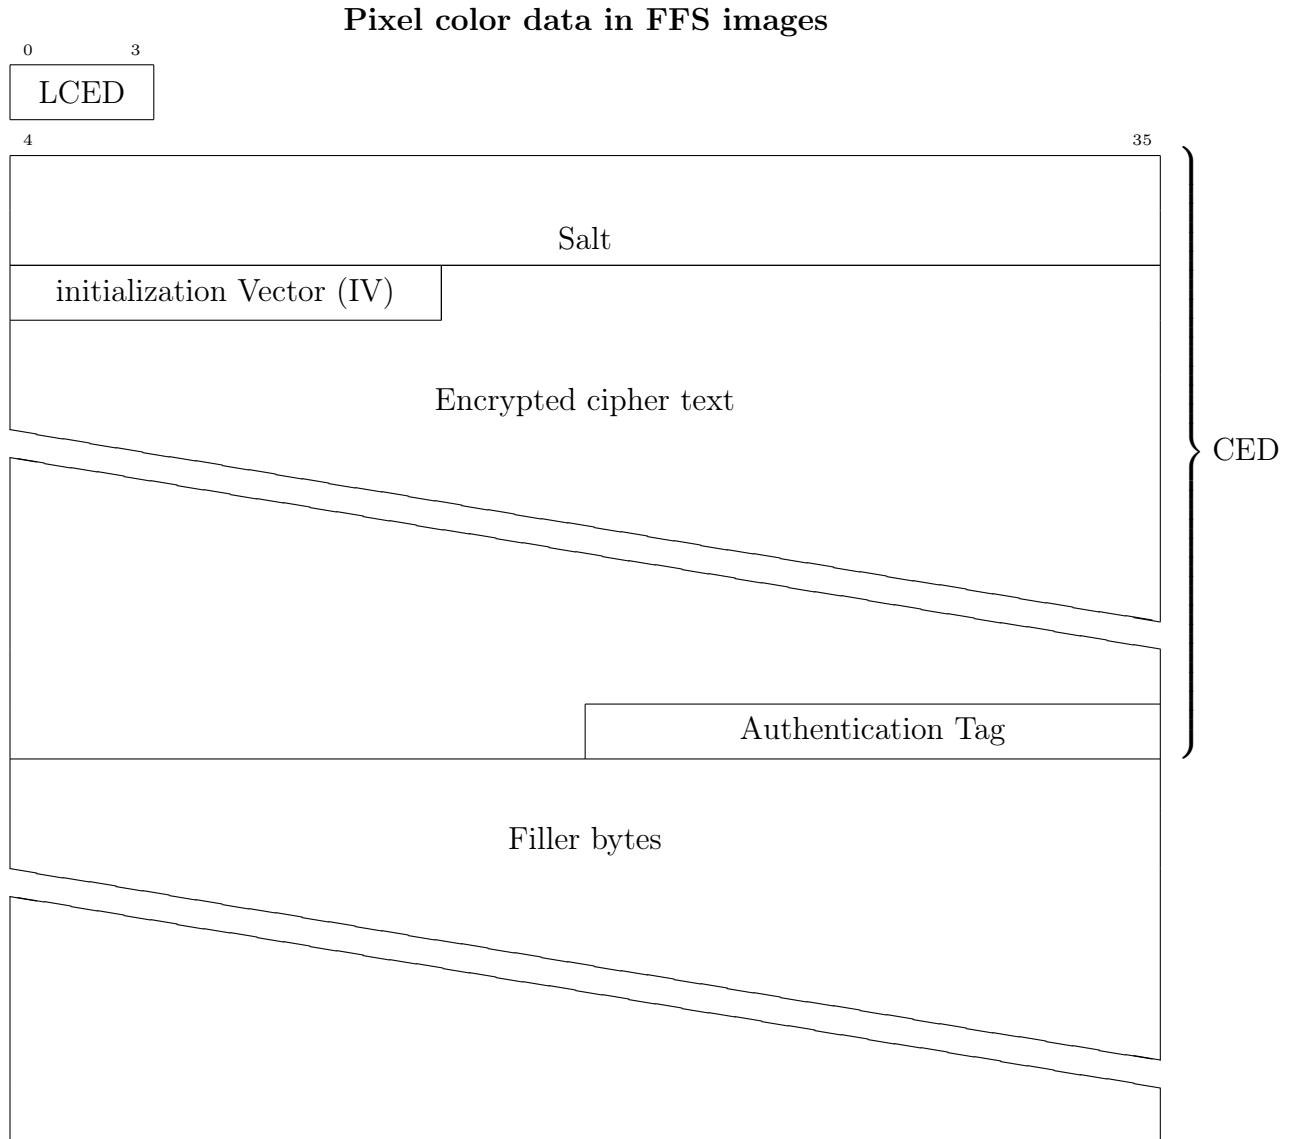 Pixel color data in FFS images
0 3
LCED
4 35
Salt
initialization Vector (IV)
Encrypted cipher text
CED
Authentication Tag
Filler bytes